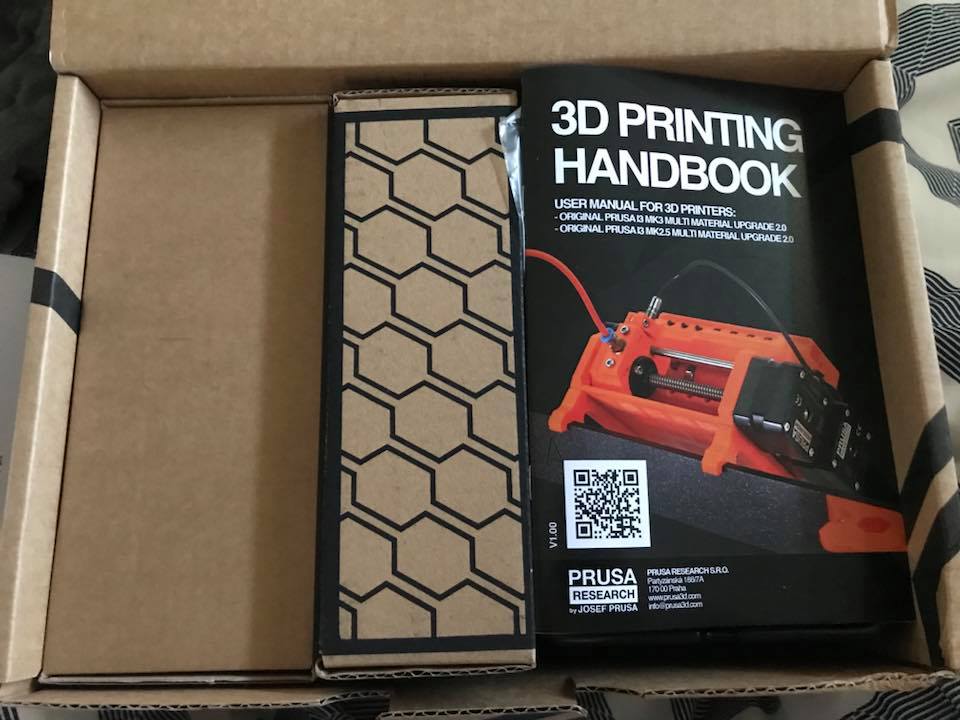 3D PRINTING
HANDBOOK
USER MANUAL FOR 3D PRINTERS:
- ORIGINAL PRUSA I3 MK3 MULTI MATERIAL UPGRADE 2.0
- ORIGINAL PRUSA I3 MK2.5 MULTI MATERIAL UPGRADE 2.0
PRUSA
V1.00
PRUSA
RESEARCH
by JOSEF PRUSA
PRUSA RESEARCH S.R.O.
Partyzánská 188/7A
170 00 Praha
www.prusa3d.com
info@prusa3d.com